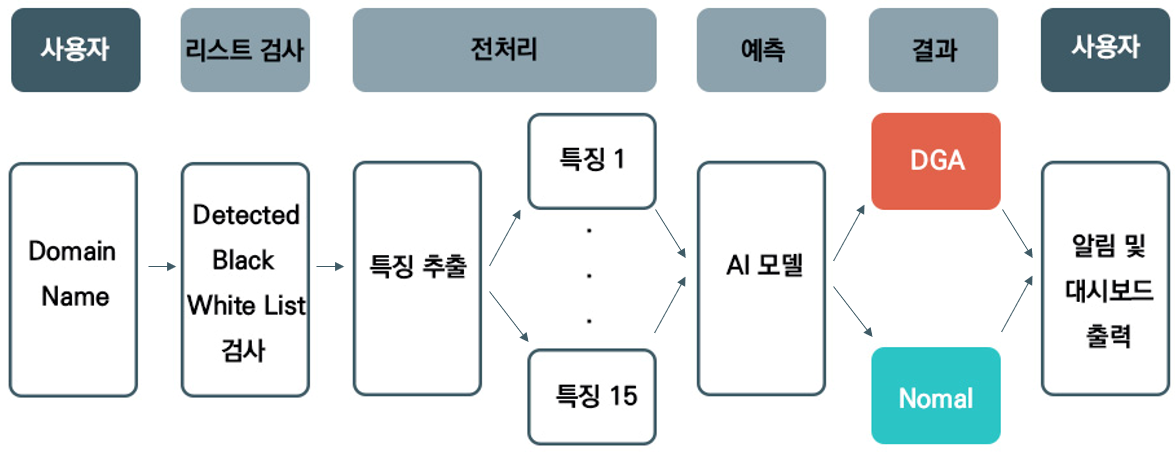 사용자
리스트 검사
전처리
예측
결과
사용자
Domain
Name
Detected
Black
White List
검사
특징 추출
특징 1
.
.
.
특징 15
AI 모델
DGA
Nomal
알림 및
대시보드
출력